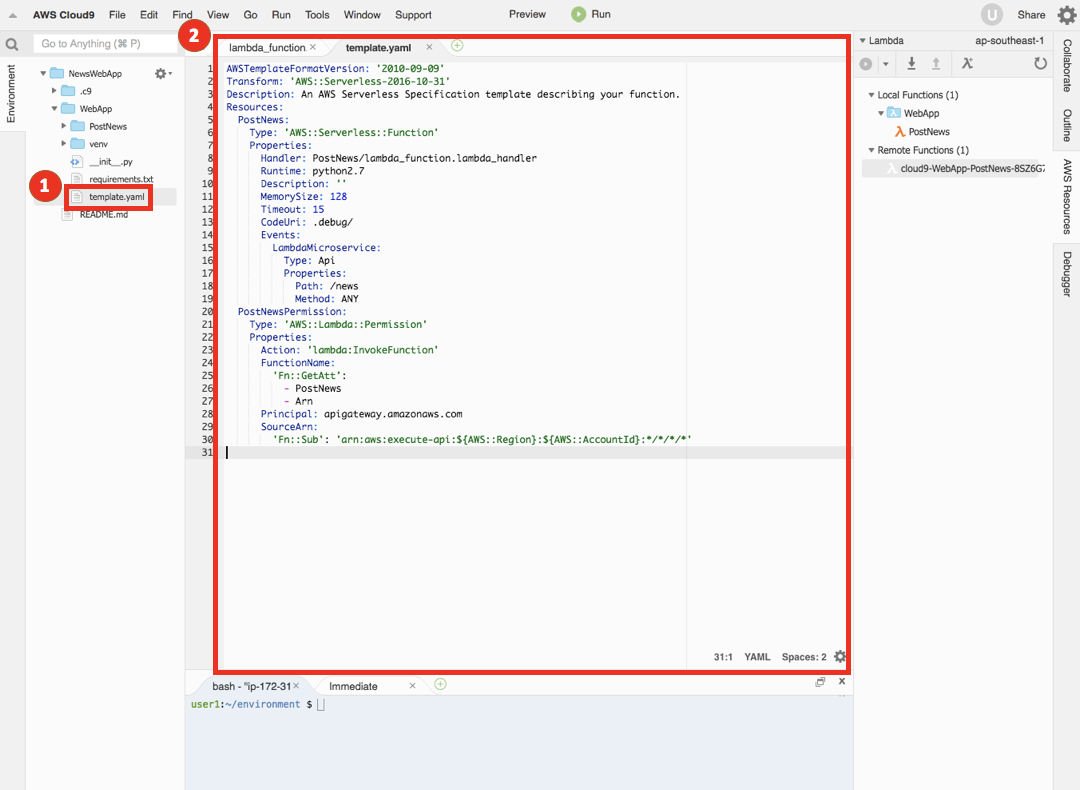 AWS Cloud9 File Edit Find View Go Run Tools Window Support Preview Run U Share
Go to Anything (⌘ P)
2
lambda_function
template.yaml
Environment
NewsWebApp
.c9
WebApp
PostNews
venv
__init__.py
requirements.txt
1
template.yaml
README.md
1 AWSTemplateFormatVersion: '2010-09-09'
2 Transform: 'AWS::Serverless-2016-10-31'
3 Description: An AWS Serverless Specification template describing your function.
4 Resources:
5 PostNews:
6 Type: 'AWS::Serverless::Function'
7 Properties:
8 Handler: PostNews/lambda_function.lambda_handler
9 Runtime: python2.7
10 Description: ''
11 MemorySize: 128
12 Timeout: 15
13 CodeUri: .debug/
14 Events:
15 LambdaMicroservice:
16 Type: Api
17 Properties:
18 Path: /news
19 Method: ANY
20 PostNewsPermission:
21 Type: 'AWS::Lambda::Permission'
22 Properties:
23 Action: 'lambda:InvokeFunction'
24 FunctionName:
25 'Fn::GetAtt':
26 - PostNews
27 - Arn
28 Principal: apigateway.amazonaws.com
29 SourceArn:
30 'Fn::Sub': 'arn:aws:execute-api:${AWS::Region}:${AWS::AccountId}:*/*/*/*'
31
31:1 YAML Spaces: 2
bash - "ip-172-31
Immediate
user1:~/environment $
Lambda ap-southeast-1
Local Functions (1)
WebApp
PostNews
Remote Functions (1)
cloud9-WebApp-PostNews-8SZ6G7
Collaborate
Outline
AWS Resources
Debugger